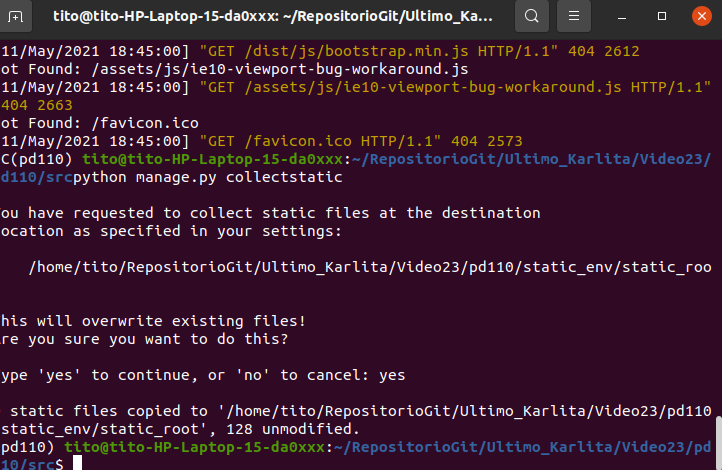 tito@tito-HP-Laptop-15-da0xxx: ~/RepositorioGit/Ultimo_Ka...
11/May/2021 18:45:00] "GET /dist/js/bootstrap.min.js HTTP/1.1" 404 2612
ot Found: /assets/js/ie10-viewport-bug-workaround.js
11/May/2021 18:45:00] "GET /assets/js/ie10-viewport-bug-workaround.js HTTP/1.1"
404 2663
ot Found: /favicon.ico
11/May/2021 18:45:00] "GET /favicon.ico HTTP/1.1" 404 2573
C(pd110) tito@tito-HP-Laptop-15-da0xxx:~/RepositorioGit/Ultimo_Karlita/Video23/
d110/srcpython manage.py collectstatic
ou have requested to collect static files at the destination
ocation as specified in your settings:
/home/tito/RepositorioGit/Ultimo_Karlita/Video23/pd110/static_env/static_roo
his will overwrite existing files!
re you sure you want to do this?
ype 'yes' to continue, or 'no' to cancel: yes
static files copied to '/home/tito/RepositorioGit/Ultimo_Karlita/Video23/pd110
static_env/static_root', 128 unmodified.
pd110) tito@tito-HP-Laptop-15-da0xxx:~/RepositorioGit/Ultimo_Karlita/Video23/pd
110/src$